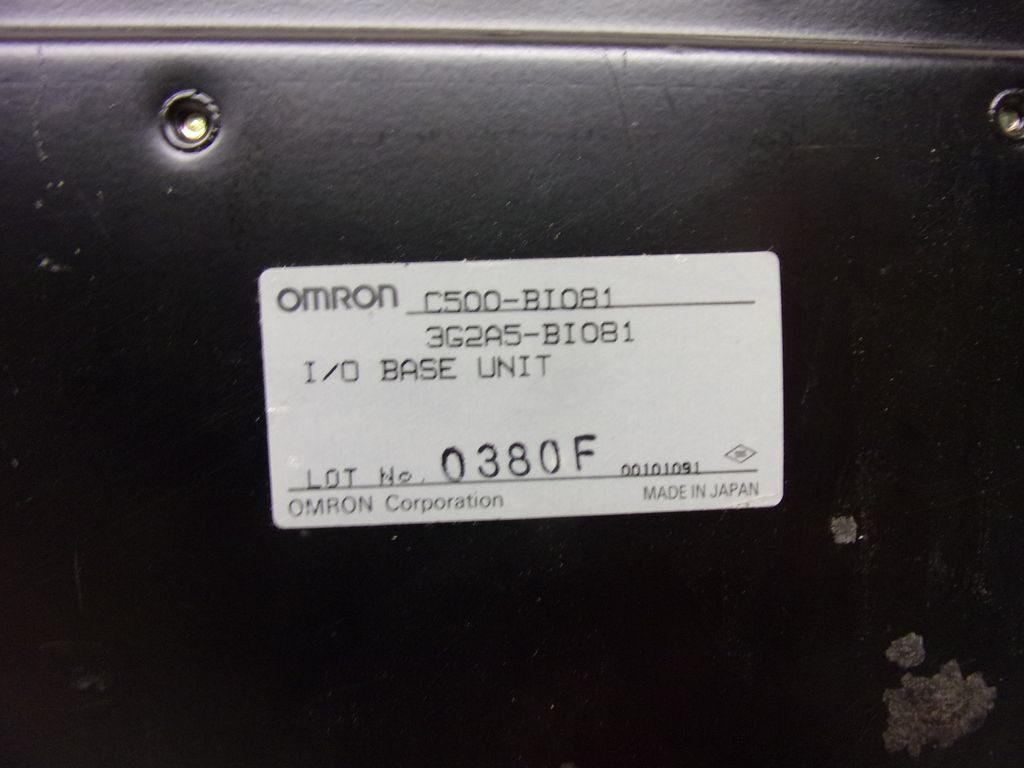 OMRON C500-BI081
3G2A5-BI081
I/O BASE UNIT
LOT No. 0380F 00101091
OMRON Corporation MADE IN JAPAN